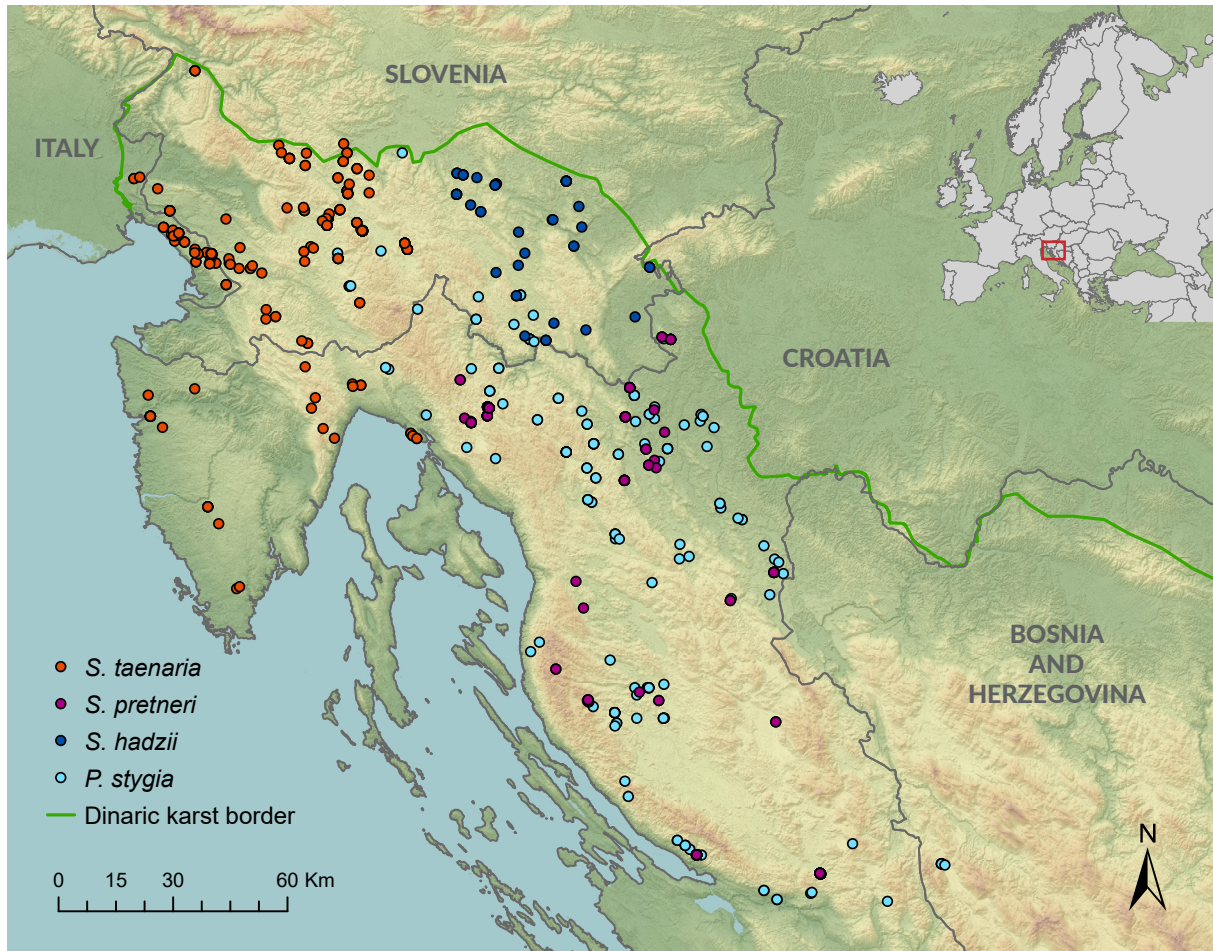 SLOVENIA
ITALY
CROATIA
BOSNIA
AND
HERZEGOVINA
S. taenaria
S. pretneri
S. hadzii
P. stygia
Dinaric karst border
0 15 30 60 Km
N